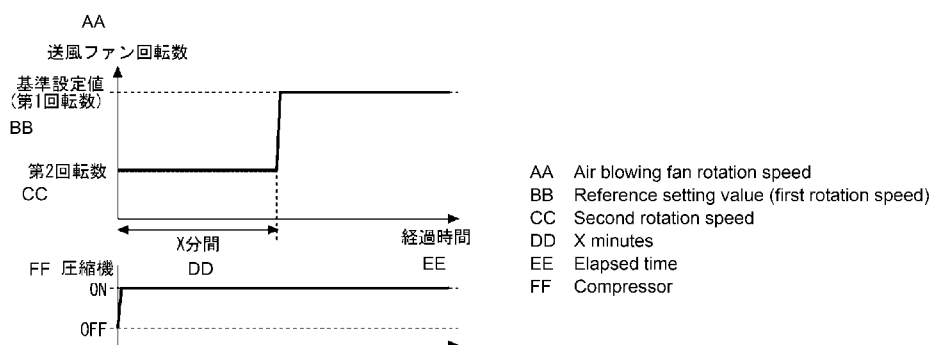 AA
送風ファン回転数
基準設定値
(第1回転数)
BB
第2回転数
CC
X分間
経過時間
DD
EE
FF 圧縮機
ON
OFF
AA Air blowing fan rotation speed
BB Reference setting value (first rotation speed)
CC Second rotation speed
DD X minutes
EE Elapsed time
FF Compressor